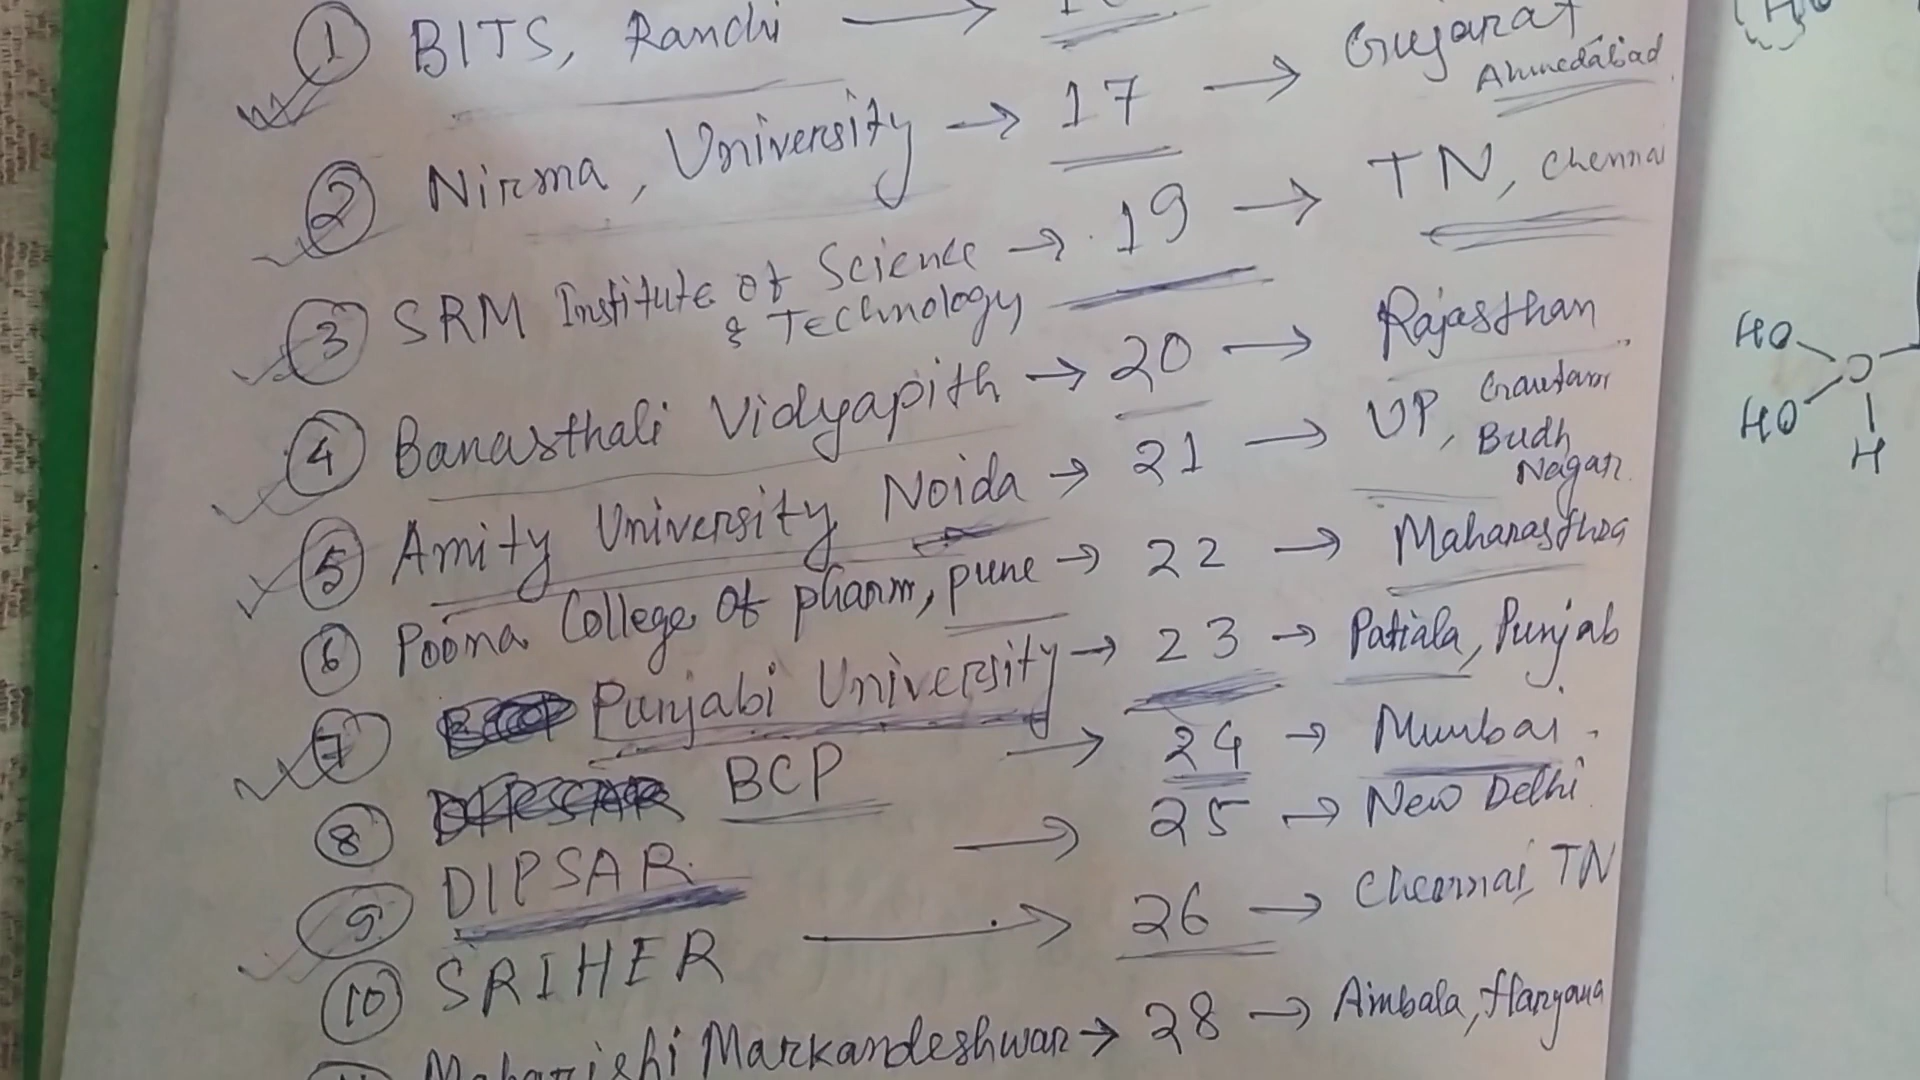 1 BITS, Ranchi →
2 Nirma, University → 17 → Gujarat
Ahmedabad
3 SRM Institute of Science → 19 → TN, Chennai
& Technology
4 Banasthali Vidyapith → 20 → Rajasthan
5 Amity University Noida → 21 → UP, Gautam
Budh
Nagar
6 Poona College of pharm, pune → 22 → Maharasthra
7 Punjabi University → 23 → Patiala, Punjab
8 DIPSAR BCP → 24 → Mumbai
9 DIPSAR → 25 → New Delhi
10 SRIHER → 26 → Chennai, TN
Maharishi Markandeshwar → 28 → Ambala, Haryana
HO
HO
H